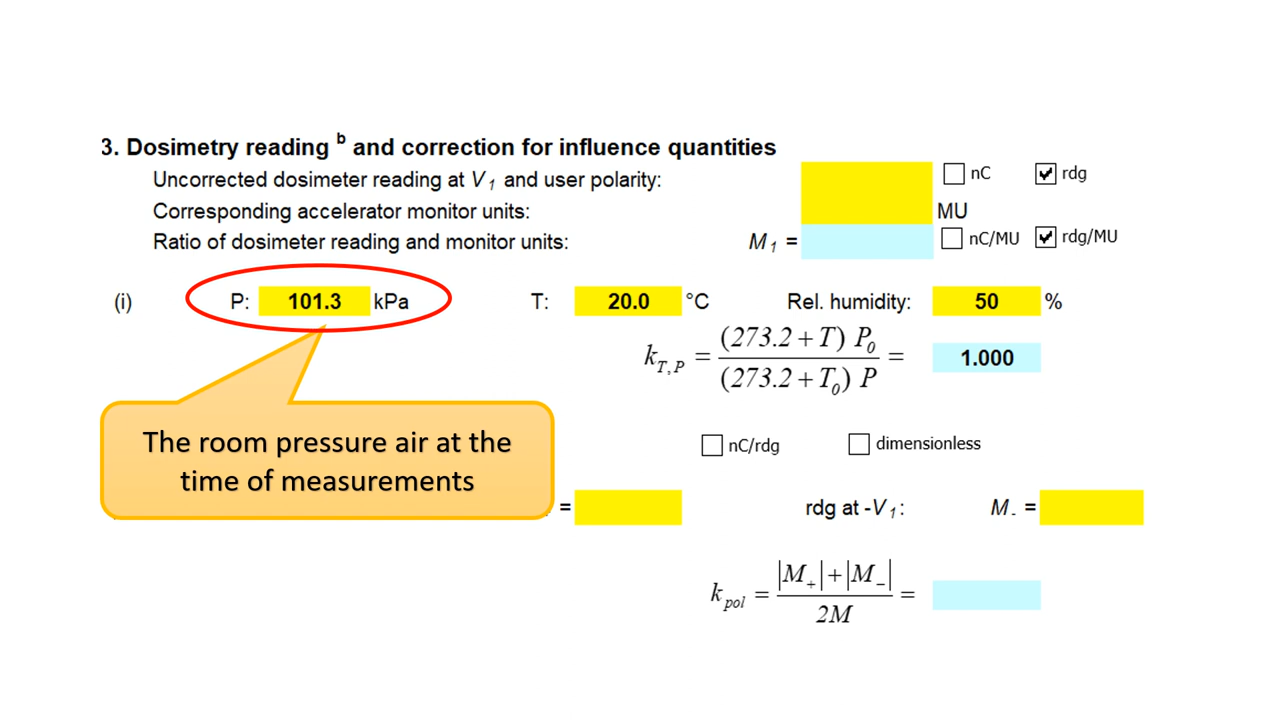 3. Dosimetry reading b and correction for influence quantities
Uncorrected dosimeter reading at V1 and user polarity: nC rdg
Corresponding accelerator monitor units: MU
Ratio of dosimeter reading and monitor units: M1 = nC/MU rdg/MU
(i) P: 101.3 kPa T: 20.0 °C Rel. humidity: 50 %
kT,P = (273.2 + T) P0 / (273.2 + T0) P = 1.000
The room pressure air at the
time of measurements
nC/rdg dimensionless
= rdg at -V1: M- =
kpol = |M+| + |M-| / 2M =